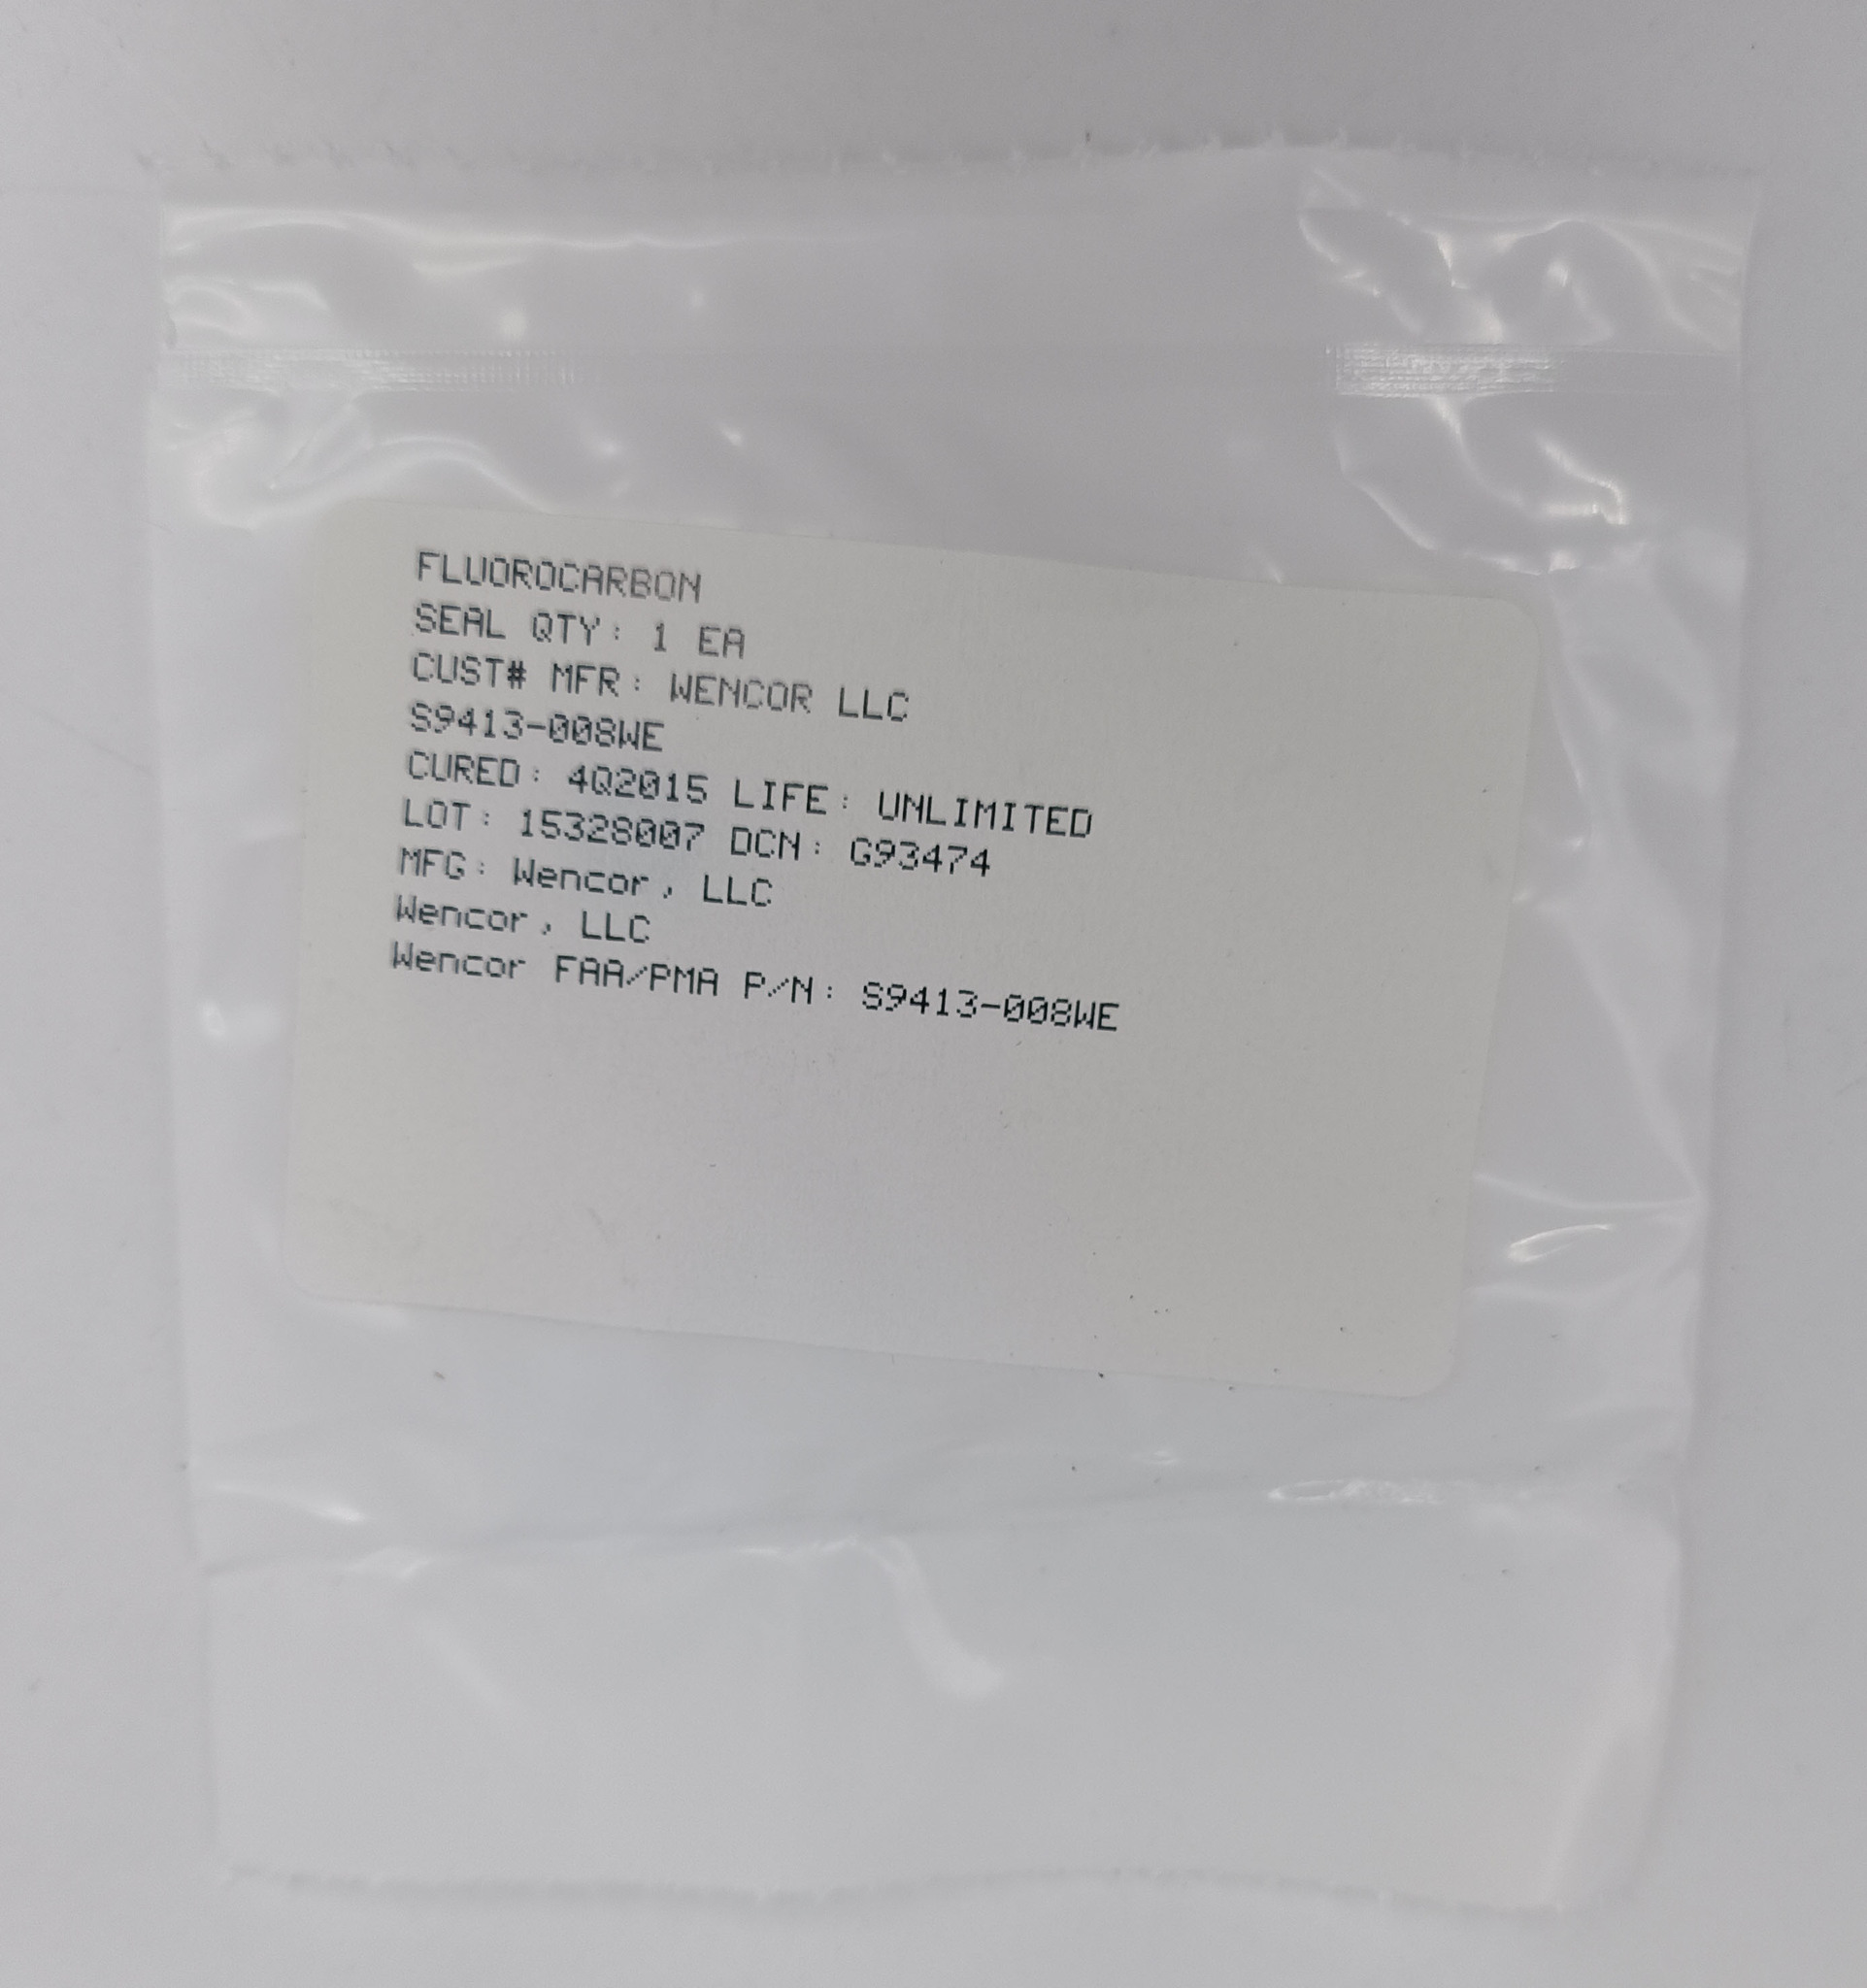 FLUOROCARBON
SEAL QTY: 1 EA
CUST# MFR: WENCOR LLC
S9413-008WE
CURED: 4Q2015 LIFE: UNLIMITED
LOT: 15328007 DCN: G93474
MFG: Wencor, LLC
Wencor, LLC
Wencor FAA/PMA P/N: S9413-008WE